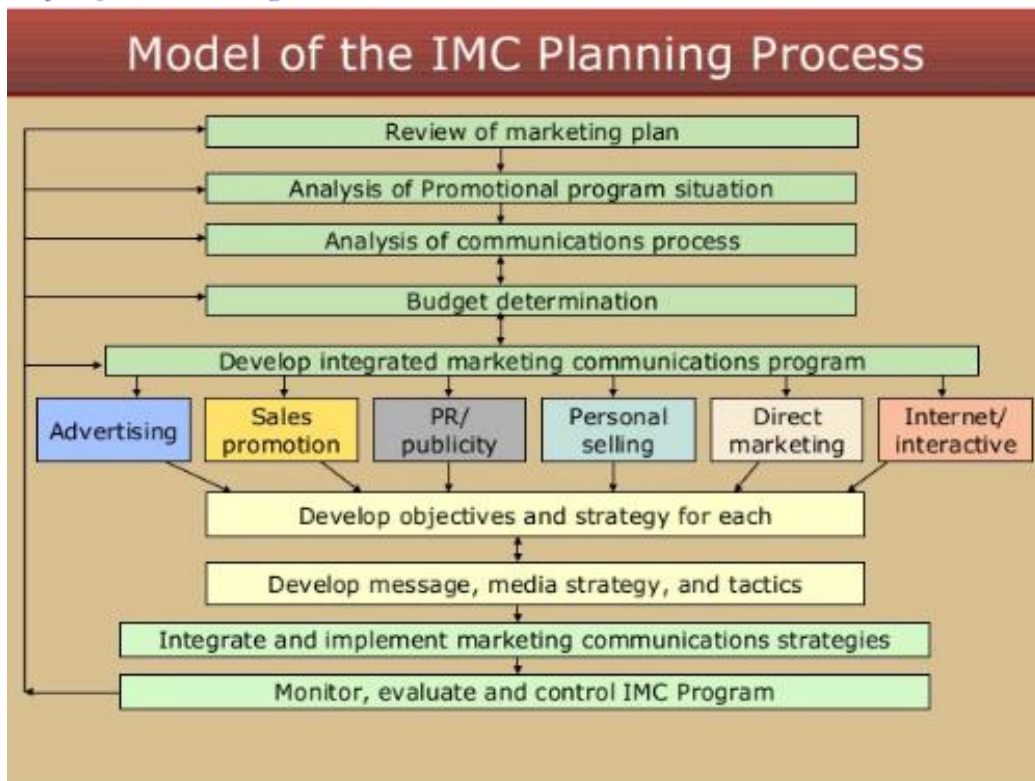 Model of the IMC Planning Process
Review of marketing plan
Analysis of Promotional program situation
Analysis of communications process
Budget determination
Develop integrated marketing communications program
Advertising
Sales
promotion
PR/
publicity
Personal
selling
Direct
marketing
Internet/
interactive
Develop objectives and strategy for each
Develop message, media strategy, and tactics
Integrate and implement marketing communications strategies
Monitor, evaluate and control IMC Program